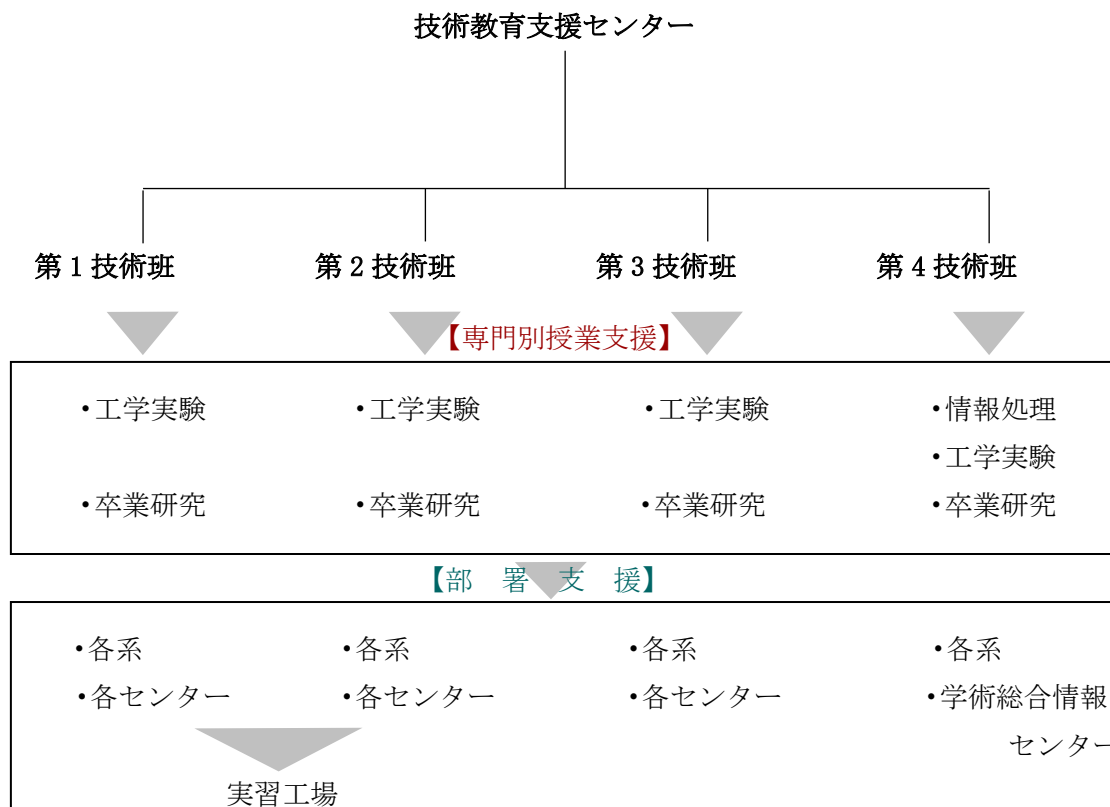 技術教育支援センター
第1技術班 第2技術班 第3技術班 第4技術班
【専門別授業支援】
・工学実験 ・工学実験 ・工学実験 ・情報処理
・工学実験
・卒業研究 ・卒業研究 ・卒業研究 ・卒業研究
【部 署 支 援】
・各系 ・各系 ・各系 ・各系
・各センター ・各センター ・各センター ・学術総合情報
センター
実習工場